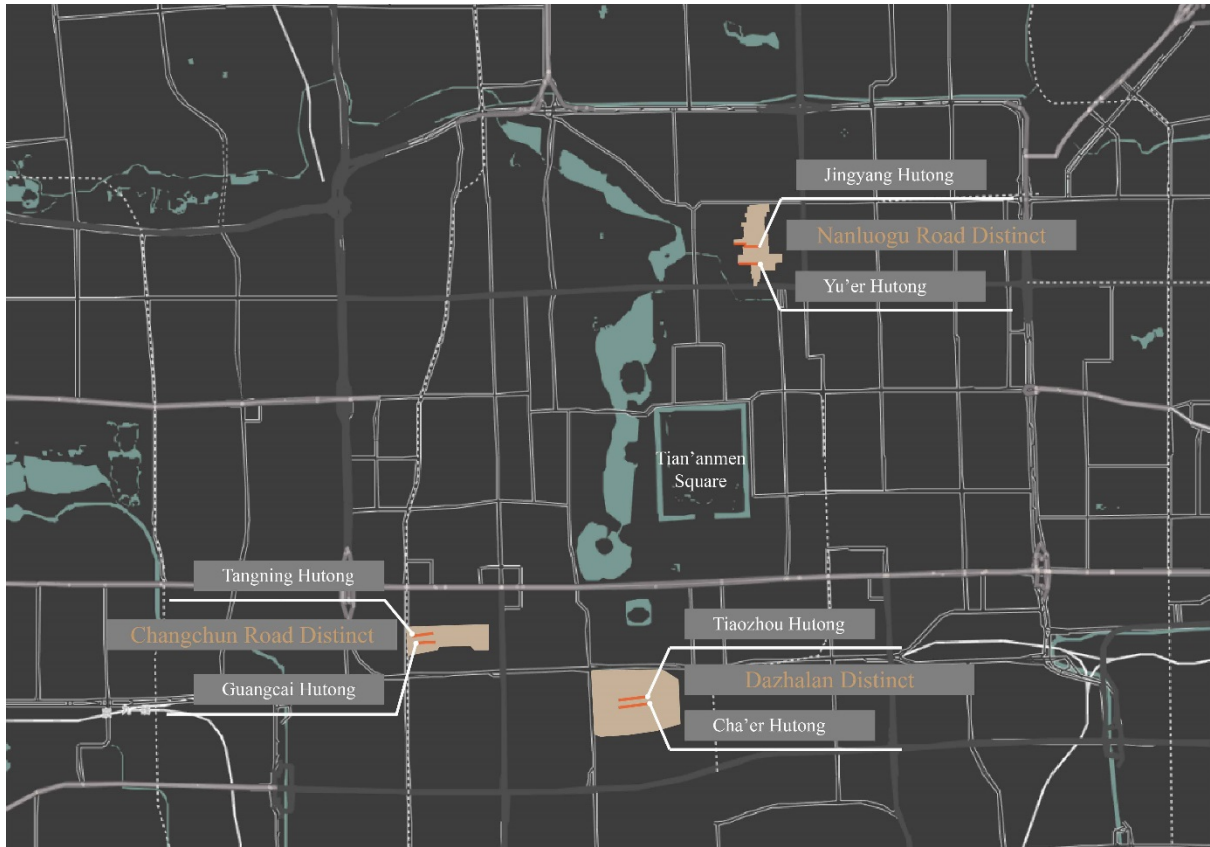 Jingyang Hutong
Nanluogu Road Distinct
Yu'er Hutong
Tian'anmen
Square
Tangning Hutong
Changchun Road Distinct
Guangcai Hutong
Tiaozhou Hutong
Dazhalan Distinct
Cha'er Hutong